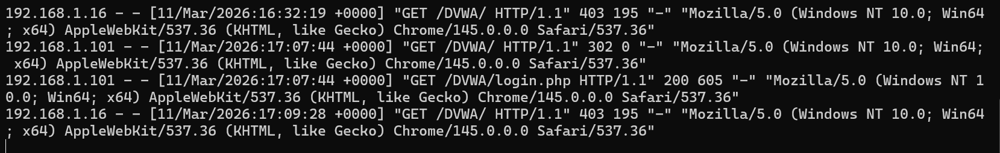 192.168.1.16 - - [11/Mar/2026:16:32:19 +0000] "GET /DVWA/ HTTP/1.1" 403 195 "-" "Mozilla/5.0 (Windows NT 10.0; Win64
; x64) AppleWebKit/537.36 (KHTML, like Gecko) Chrome/145.0.0.0 Safari/537.36"
192.168.1.101 - - [11/Mar/2026:17:07:44 +0000] "GET /DVWA/ HTTP/1.1" 302 0 "-" "Mozilla/5.0 (Windows NT 10.0; Win64;
 x64) AppleWebKit/537.36 (KHTML, like Gecko) Chrome/145.0.0.0 Safari/537.36"
192.168.1.101 - - [11/Mar/2026:17:07:44 +0000] "GET /DVWA/login.php HTTP/1.1" 200 605 "-" "Mozilla/5.0 (Windows NT 1
0.0; Win64; x64) AppleWebKit/537.36 (KHTML, like Gecko) Chrome/145.0.0.0 Safari/537.36"
192.168.1.16 - - [11/Mar/2026:17:09:28 +0000] "GET /DVWA/ HTTP/1.1" 403 195 "-" "Mozilla/5.0 (Windows NT 10.0; Win64
; x64) AppleWebKit/537.36 (KHTML, like Gecko) Chrome/145.0.0.0 Safari/537.36"